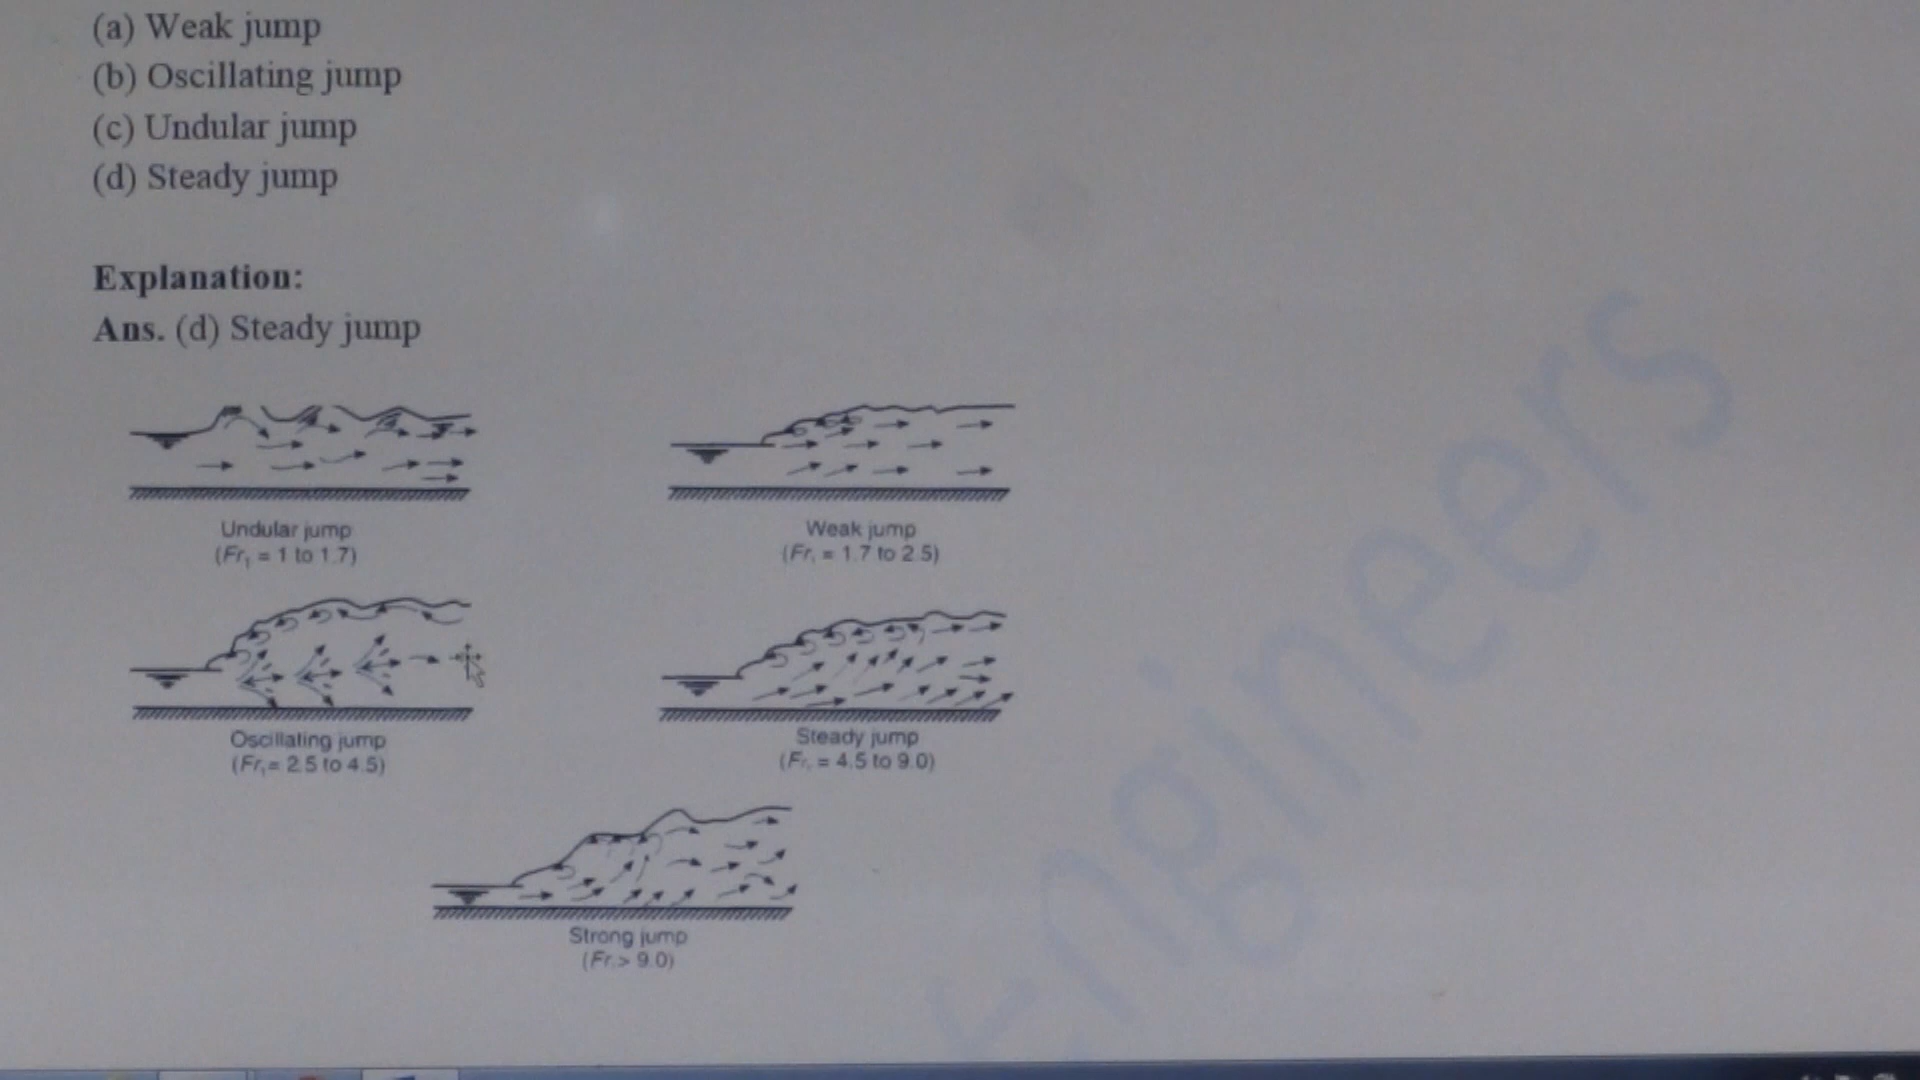 (a) Weak jump
(b) Oscillating jump
(c) Undular jump
(d) Steady jump
Explanation:
Ans. (d) Steady jump
Undular jump
(Fr₁ = 1 to 1.7)
Weak jump
(Fr₁ = 1.7 to 2.5)
Oscillating jump
(Fr₁= 2.5 to 4.5)
Steady jump
(Fr₁ = 4.5 to 9.0)
Strong jump
(Fr₁> 9.0)
Engineers